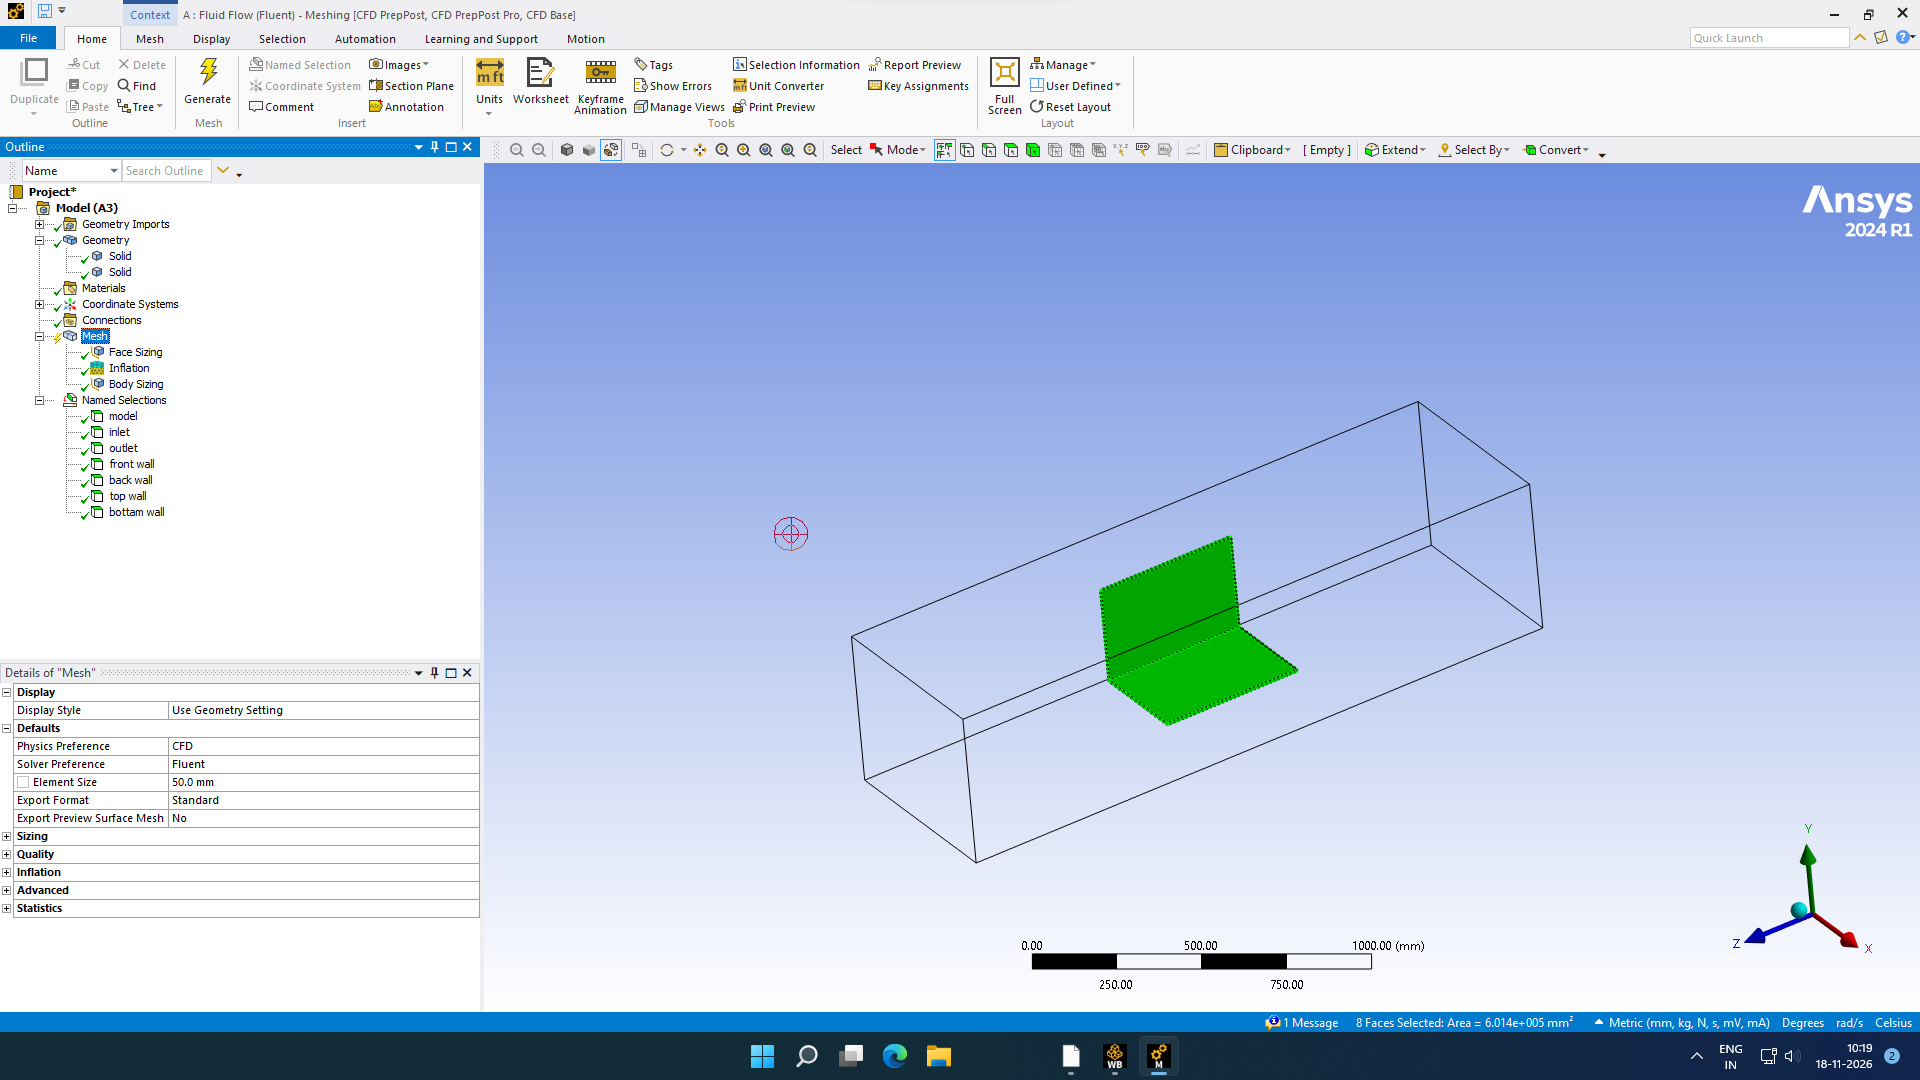 Context
A : Fluid Flow (Fluent) - Meshing [CFD PrepPost, CFD PrepPost Pro, CFD Base]
File Home Mesh Display Selection Automation Learning and Support Motion
Quick Launch
Duplicate
Cut
Copy
Paste
Delete
Find
Tree
Outline
Generate
Mesh
Named Selection
Coordinate System
Comment
Images
Section Plane
Annotation
Insert
Units
Worksheet
Keyframe
Animation
Tags
Show Errors
Manage Views
Selection Information
Unit Converter
Print Preview
Report Preview
Key Assignments
Tools
Full
Screen
Manage
User Defined
Reset Layout
Layout
Outline
Name Search Outline
Select Mode Clipboard [ Empty ] Extend Select By Convert
Project*
Model (A3)
Geometry Imports
Geometry
Solid
Solid
Materials
Coordinate Systems
Connections
Mesh
Face Sizing
Inflation
Body Sizing
Named Selections
model
inlet
outlet
front wall
back wall
top wall
bottam wall
Details of "Mesh"
Display
Display Style Use Geometry Setting
Defaults
Physics Preference CFD
Solver Preference Fluent
Element Size 50.0 mm
Export Format Standard
Export Preview Surface Mesh No
Sizing
Quality
Inflation
Advanced
Statistics
Ansys
2024 R1
Y
Z
X
0.00 500.00 1000.00 (mm)
250.00 750.00
1 Message 8 Faces Selected: Area = 6.014e+005 mm² Metric (mm, kg, N, s, mV, mA) Degrees rad/s Celsius
WB
M
ENG
IN
10:19
18-11-2026
2